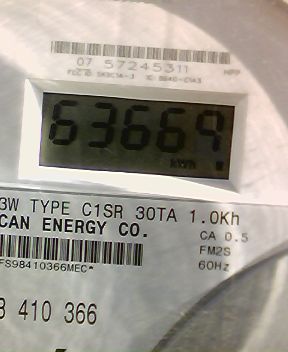 07 57245311
63669
kWh
3W TYPE C1SR 30TA 1.0Kh
CAN ENERGY CO.
CA 0.5
FM2S
60Hz
FS98410366MEC*
410 366